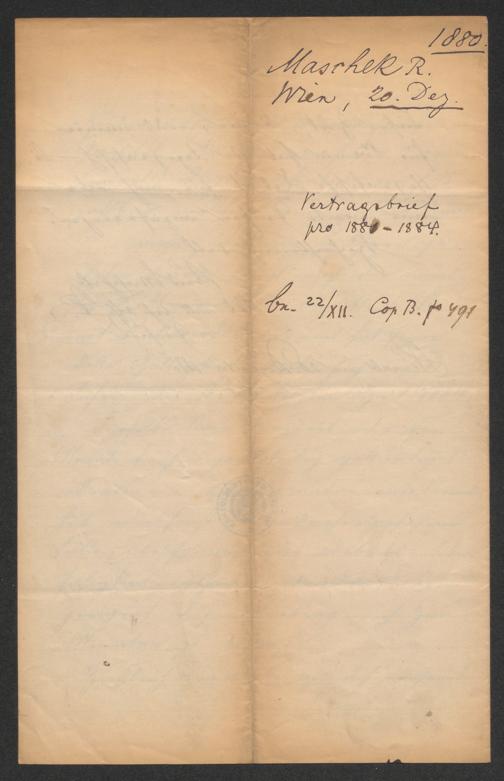 1880.
Maschek R.
Wien, 20. Dez.
Vertragsbrief
pro 1881 - 1884.
bn. 22/XII. Cop B. fo 491